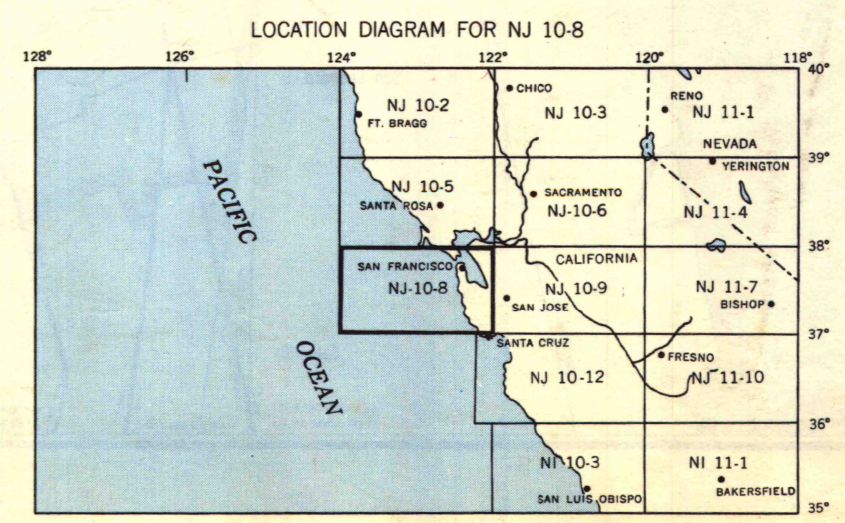 LOCATION DIAGRAM FOR NJ 10-8
128° 126° 124° 122° 120° 118°
40°
CHICO
RENO
NJ 10-2 NJ 10-3 NJ 11-1
FT. BRAGG
NEVADA
39°
YERINGTON
PACIFIC
NJ 10-5
SACRAMENTO
SANTA ROSA
NJ-10-6 NJ 11-4
38°
CALIFORNIA
SAN FRANCISCO
NJ-10-8 NJ 10-9 NJ 11-7
BISHOP
SAN JOSE
37°
SANTA CRUZ
OCEAN
FRESNO
NJ 10-12 NJ 11-10
36°
NI 10-3 NI 11-1
BAKERSFIELD
SAN LUIS OBISPO
35°